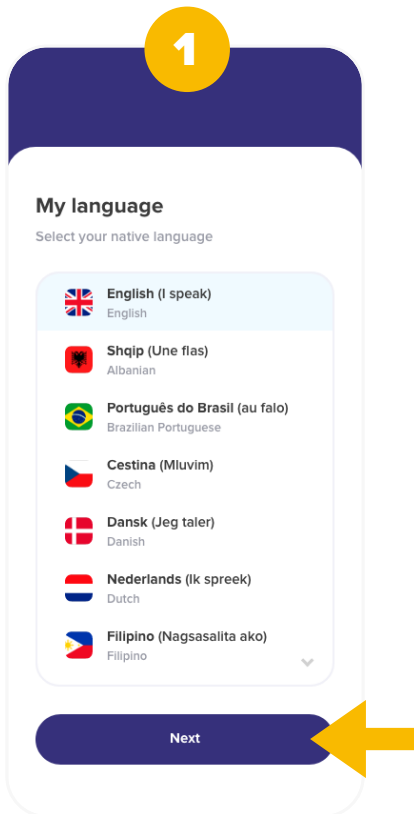 1
My language
Select your native language
English (I speak)
English
Shqip (Une flas)
Albanian
Português do Brasil (au falo)
Brazilian Portuguese
Cestina (Mluvim)
Czech
Dansk (Jeg taler)
Danish
Nederlands (Ik spreek)
Dutch
Filipino (Nagsasalita ako)
Filipino
Next